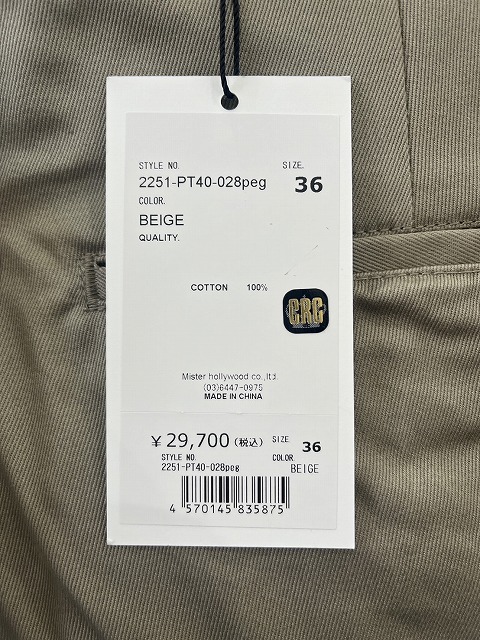 STYLE NO.
SIZE.
2251-PT40-028peg
36
COLOR.
BEIGE
QUALITY.
COTTON 100%
CRG
Mister hollywood co.,ltd.
(03)6447-0975
MADE IN CHINA
¥29,700(税込)
SIZE
36
STYLE NO.
COLOR
2251-PT40-028peg
BEIGE
4 570145 835875